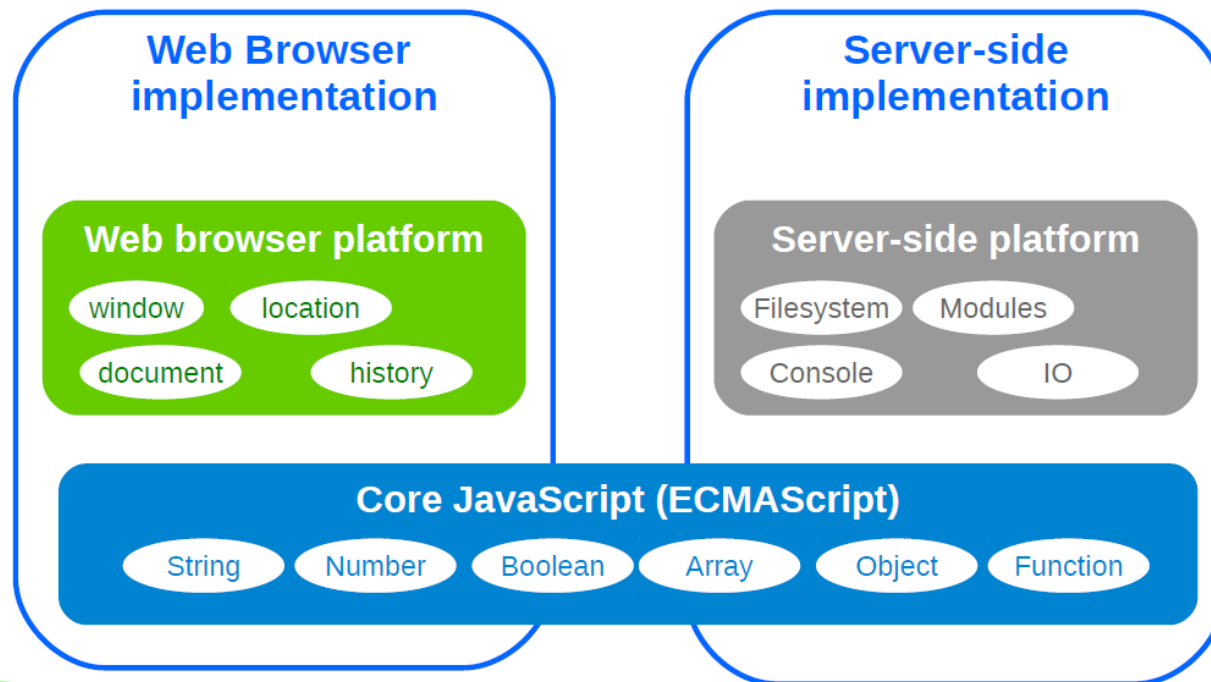 Web Browser
implementation
Server-side
implementation
Web browser platform
window
location
document
history
Server-side platform
Filesystem
Modules
Console
IO
Core JavaScript (ECMAScript)
String
Number
Boolean
Array
Object
Function